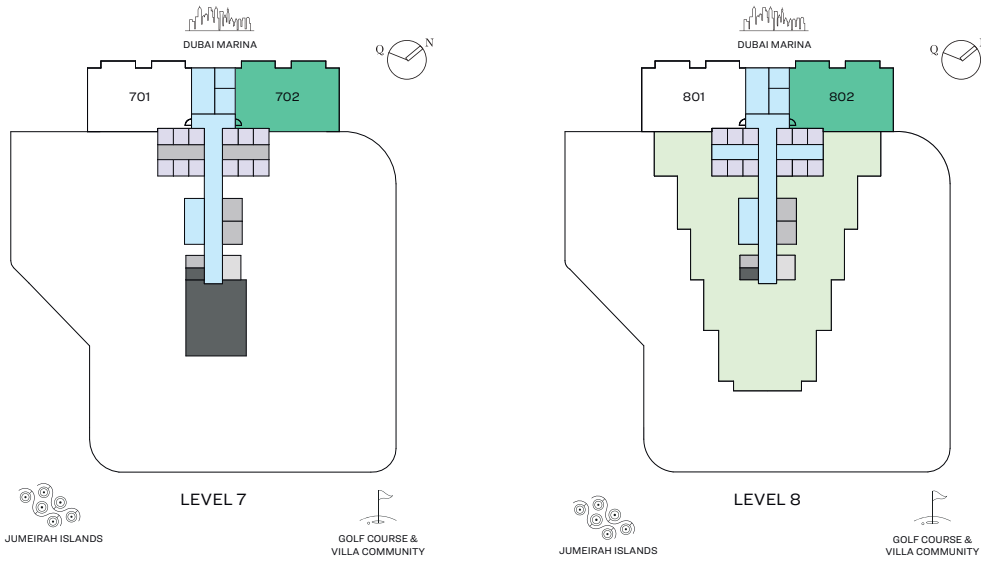 DUBAI MARINA
Q N
701
702
JUMEIRAH ISLANDS
LEVEL 7
GOLF COURSE &
VILLA COMMUNITY
DUBAI MARINA
Q N
801
802
JUMEIRAH ISLANDS
LEVEL 8
GOLF COURSE &
VILLA COMMUNITY